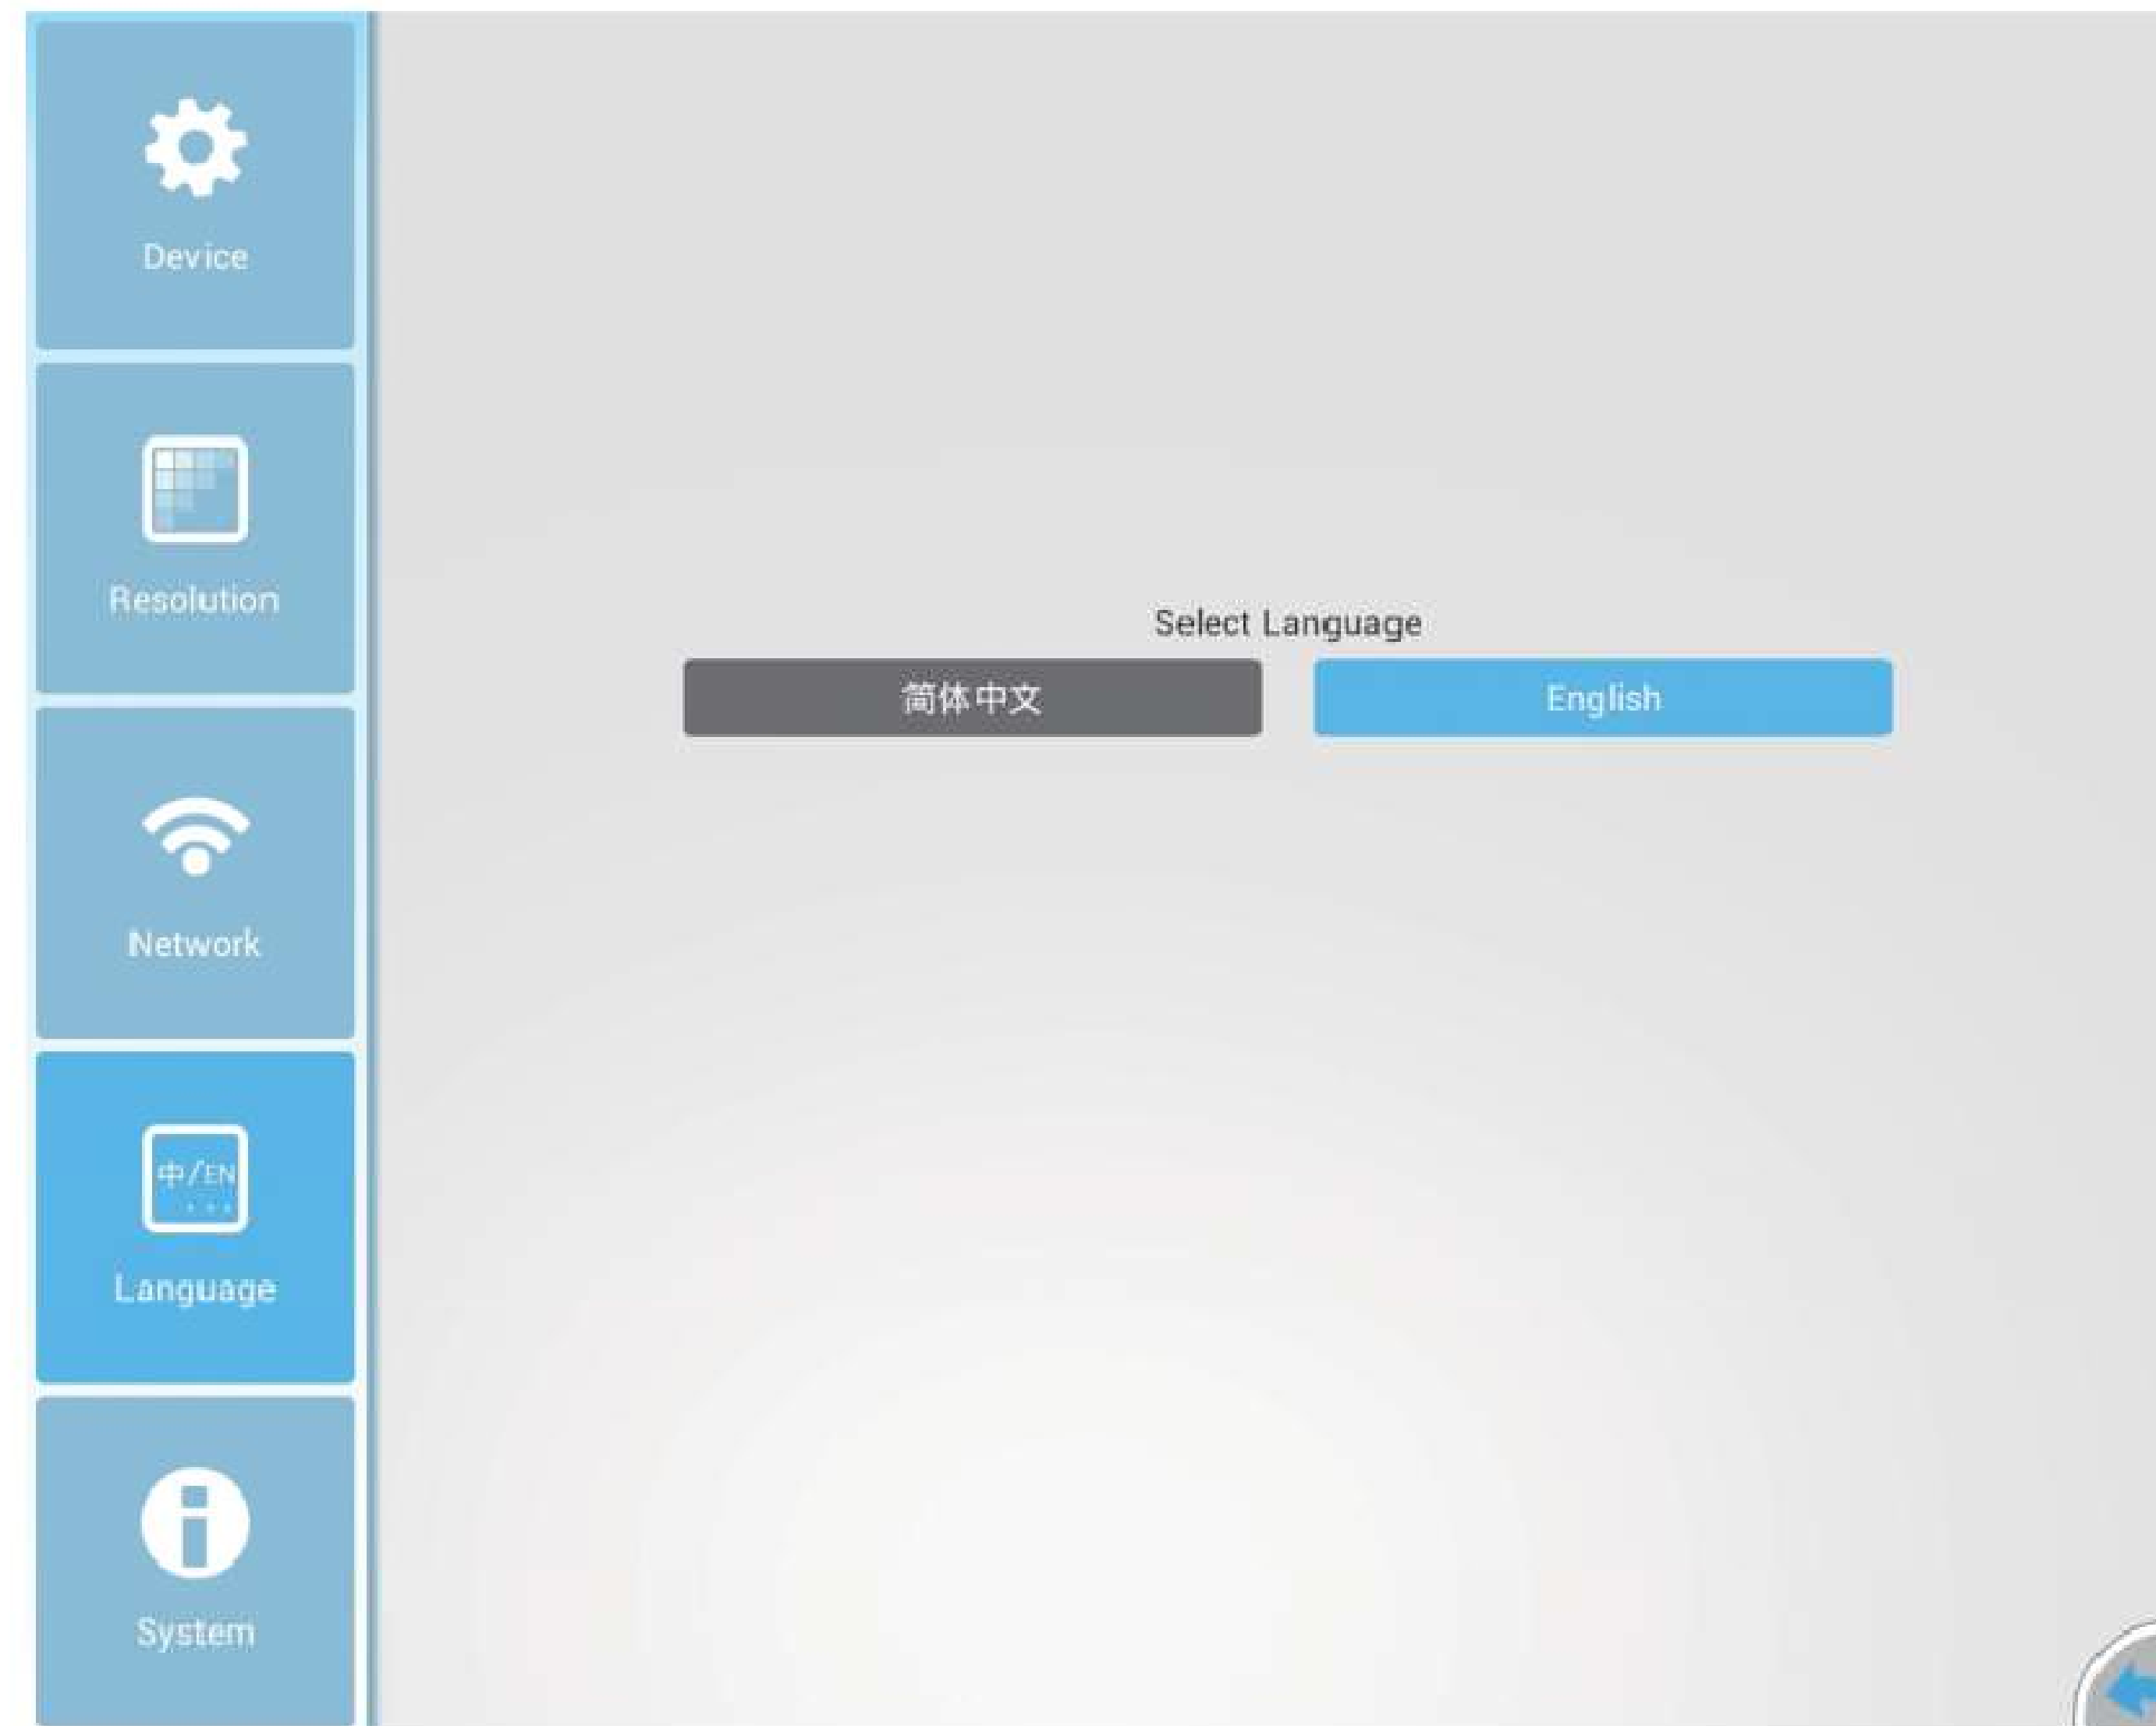 Device
Resolution
Network
中/EN
Language
System
Select Language
简体中文
English